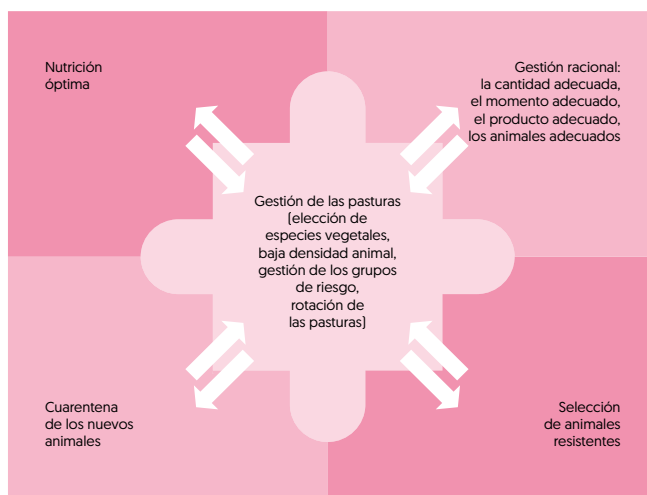 Nutrición
óptima
Gestión racional:
la cantidad adecuada,
el momento adecuado,
el producto adecuado,
los animales adecuados
Gestión de las pasturas
(elección de
especies vegetales,
baja densidad animal,
gestión de los grupos
de riesgo,
rotación de
las pasturas)
Cuarentena
de los nuevos
animales
Selección
de animales
resistentes